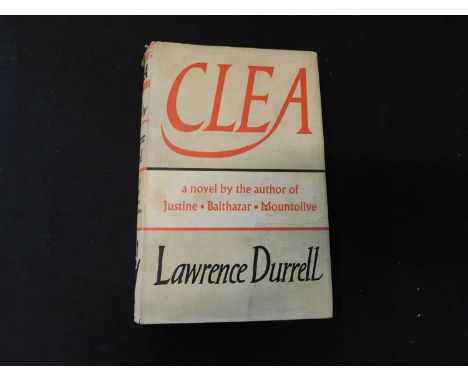 CLEA
a novel by the author of
Justine • Balthazar • Mountolive
Lawrence Durrell